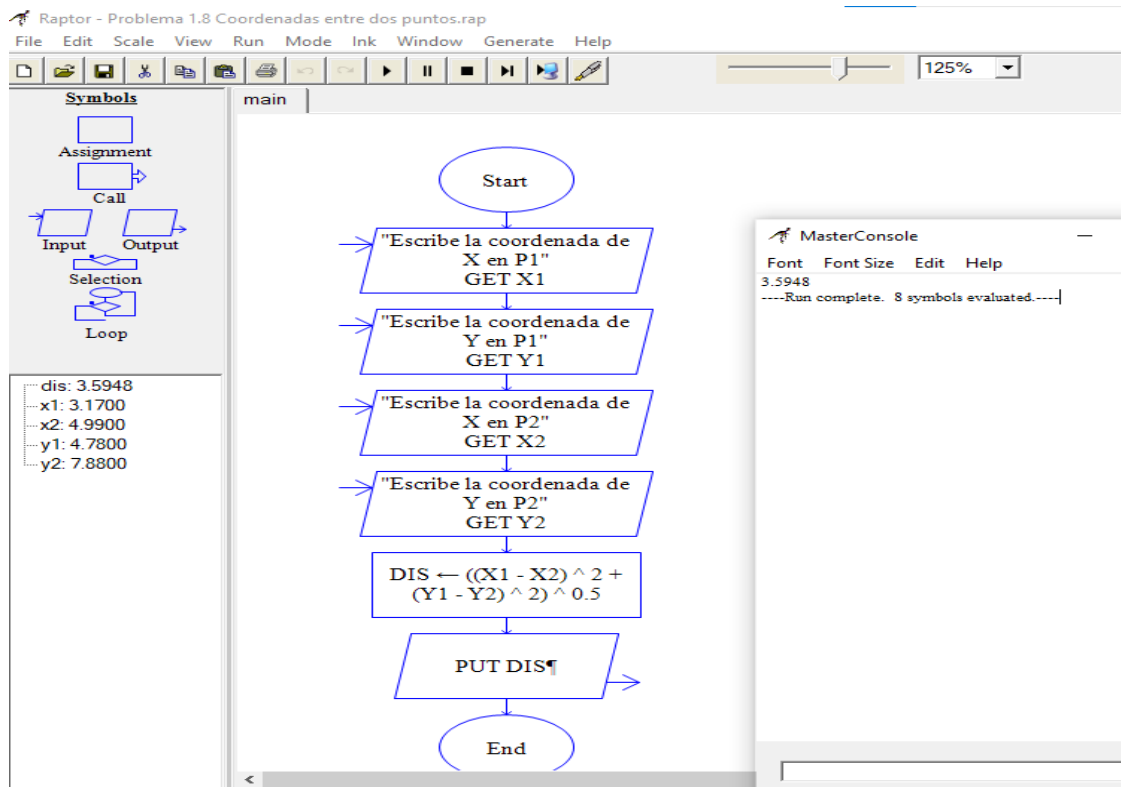 Raptor - Problema 1.8 Coordenadas entre dos puntos.rap
File Edit Scale View Run Mode Ink Window Generate Help
125%
Symbols
Assignment
Call
Input Output
Selection
Loop
dis: 3.5948
x1: 3.1700
x2: 4.9900
y1: 4.7800
y2: 7.8800
main
Start
"Escribe la coordenada de
X en P1"
GET X1
"Escribe la coordenada de
Y en P1"
GET Y1
"Escribe la coordenada de
X en P2"
GET X2
"Escribe la coordenada de
Y en P2"
GET Y2
DIS ← ((X1 - X2) ^ 2 +
(Y1 - Y2) ^ 2) ^ 0.5
PUT DIS¶
End
MasterConsole
Font Font Size Edit Help
3.5948
----Run complete. 8 symbols evaluated.----